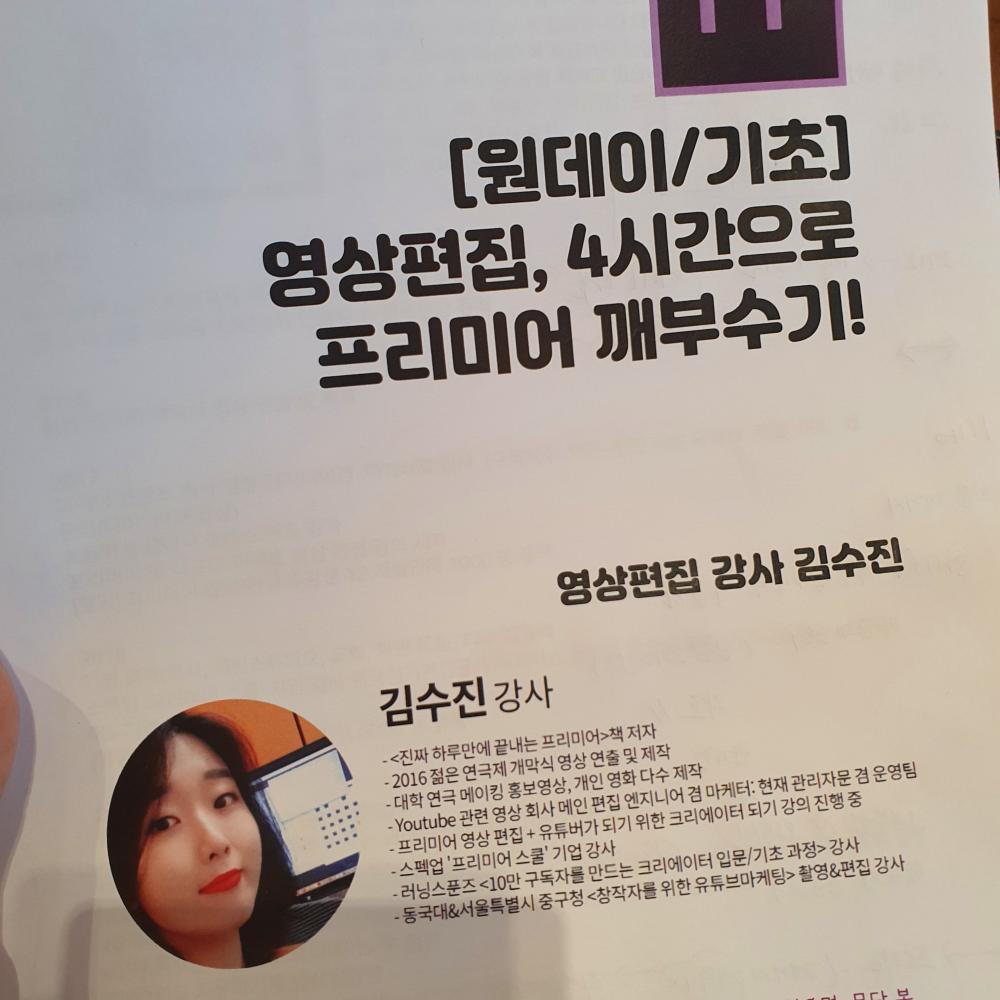 [원데이/기초]
영상편집, 4시간으로
프리미어 깨부수기!
영상편집 강사 김수진
김수진 강사
- <진짜 하루만에 끝내는 프리미어>책 저자
- 2016 젊은 연극제 개막식 영상 연출 및 제작
- 대학 연극 메이킹 홍보영상, 개인 영화 다수 제작
- Youtube 관련 영상 회사 메인 편집 엔지니어 겸 마케터: 현재 관리자문 겸 운영팀
- 프리미어 영상 편집 + 유튜버가 되기 위한 크리에이터 되기 강의 진행 중
- 스펙업 '프리미어 스쿨' 기업 강사
- 러닝스푼즈 <10만 구독자를 만드는 크리에이터 입문/기초 과정> 강사
- 동국대&서울특별시 중구청 <창작자를 위한 유튜브마케팅> 촬영&편집 강사